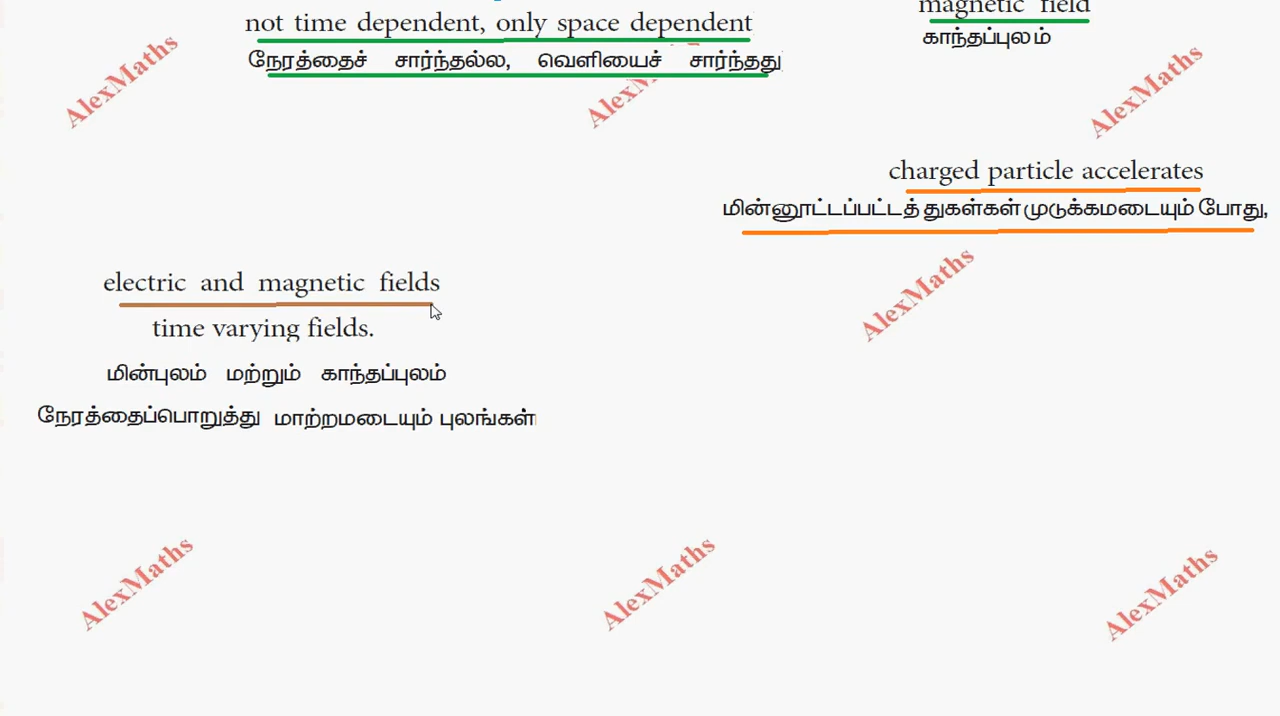 not time dependent, only space dependent
நேரத்தைச் சார்ந்தல்ல, வெளியைச் சார்ந்தது
magnetic field
காந்தப்புலம்
AlexMaths
AlexMaths
AlexMaths
charged particle accelerates
மின்னூட்டப்பட்டத் துகள்கள் முடுக்கமடையும் போது,
electric and magnetic fields
time varying fields.
மின்புலம் மற்றும் காந்தப்புலம்
நேரத்தைப்பொறுத்து மாற்றமடையும் புலங்கள்
AlexMaths
AlexMaths
AlexMaths
AlexMaths